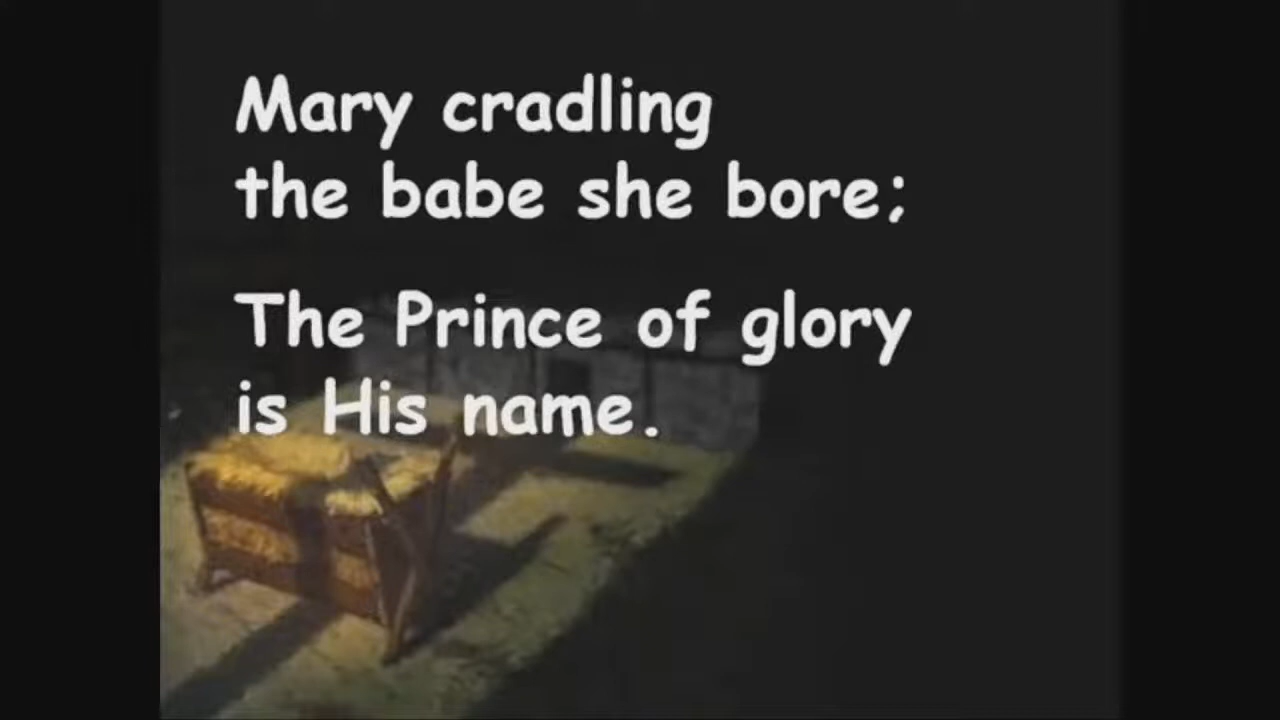 Mary cradling
the babe she bore;
The Prince of glory
is His name.